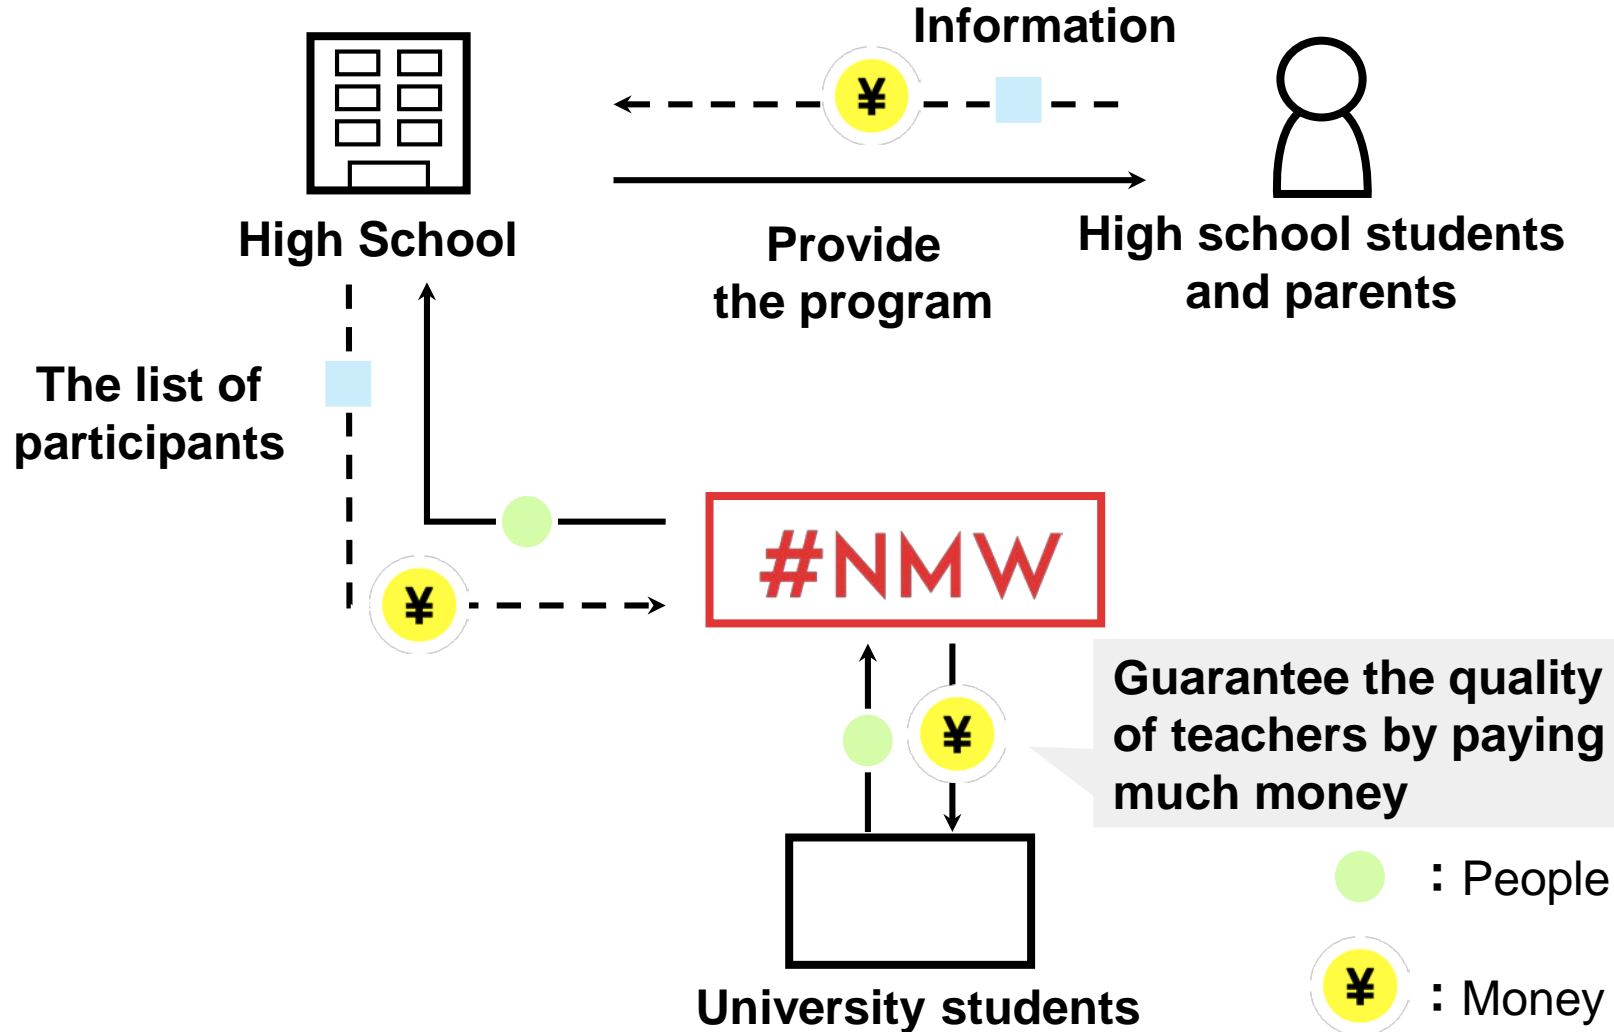 Information
¥
High School
Provide
the program
High school students
and parents
The list of
participants
#NMW
¥
¥
Guarantee the quality
of teachers by paying
much money
: People
University students
¥
: Money